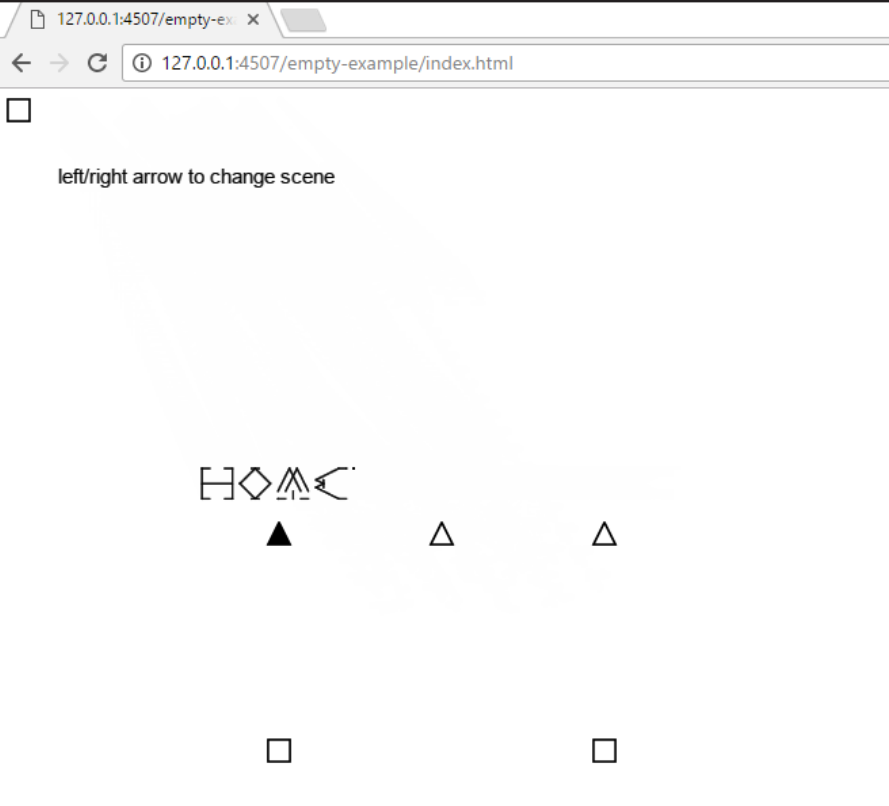 127.0.0.1:4507/empty-ex
127.0.0.1:4507/empty-example/index.html
left/right arrow to change scene
HOME